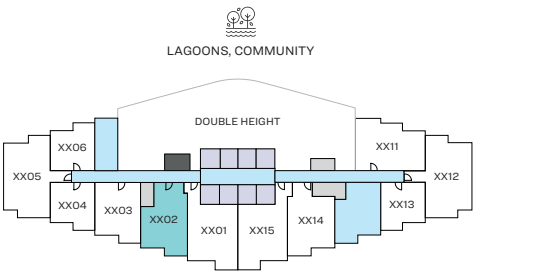 LAGOONS, COMMUNITY
DOUBLE HEIGHT
XX06
XX11
XX05
XX12
XX04
XX03
XX02
XX01
XX15
XX14
XX13